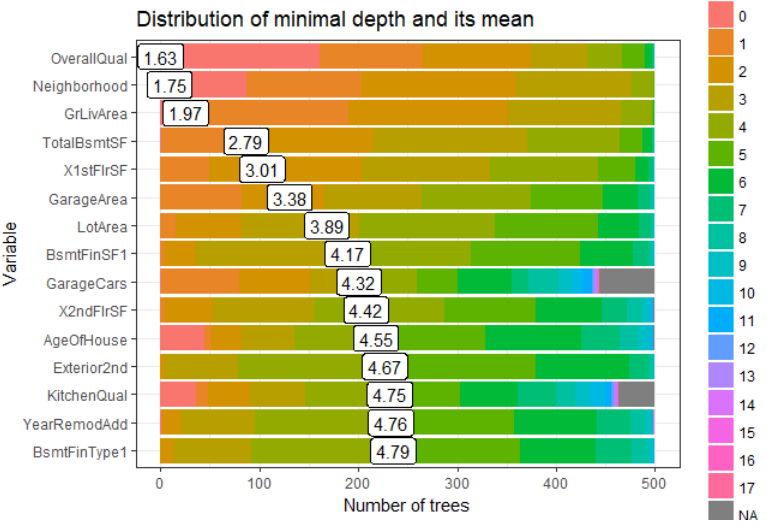 Distribution of minimal depth and its mean
Variable
OverallQual 1.63
Neighborhood 1.75
GrLivArea 1.97
TotalBsmtSF 2.79
X1stFlrSF 3.01
GarageArea 3.38
LotArea 3.89
BsmtFinSF1 4.17
GarageCars 4.32
X2ndFlrSF 4.42
AgeOfHouse 4.55
Exterior2nd 4.67
KitchenQual 4.75
YearRemodAdd 4.76
BsmtFinType1 4.79
0 100 200 300 400 500
Number of trees
0
1
2
3
4
5
6
7
8
9
10
11
12
13
14
15
16
17
NA